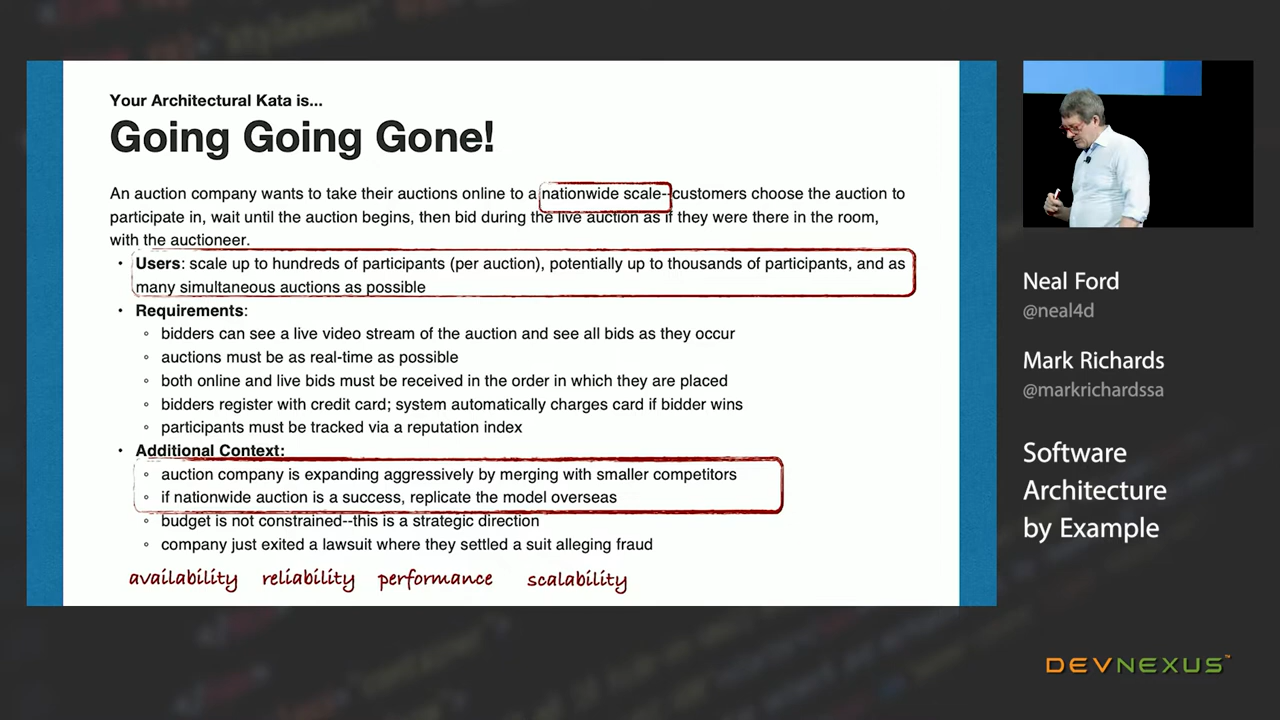 Your Architectural Kata is...
Going Going Gone!
An auction company wants to take their auctions online to a nationwide scale--customers choose the auction to
participate in, wait until the auction begins, then bid during the live auction as if they were there in the room,
with the auctioneer.
• Users: scale up to hundreds of participants (per auction), potentially up to thousands of participants, and as
many simultaneous auctions as possible
• Requirements:
◦ bidders can see a live video stream of the auction and see all bids as they occur
◦ auctions must be as real-time as possible
◦ both online and live bids must be received in the order in which they are placed
◦ bidders register with credit card; system automatically charges card if bidder wins
◦ participants must be tracked via a reputation index
• Additional Context:
◦ auction company is expanding aggressively by merging with smaller competitors
◦ if nationwide auction is a success, replicate the model overseas
◦ budget is not constrained--this is a strategic direction
◦ company just exited a lawsuit where they settled a suit alleging fraud
availability reliability performance scalability
Neal Ford
@neal4d
Mark Richards
@markrichardssa
Software
Architecture
by Example
DEVNEXUS™